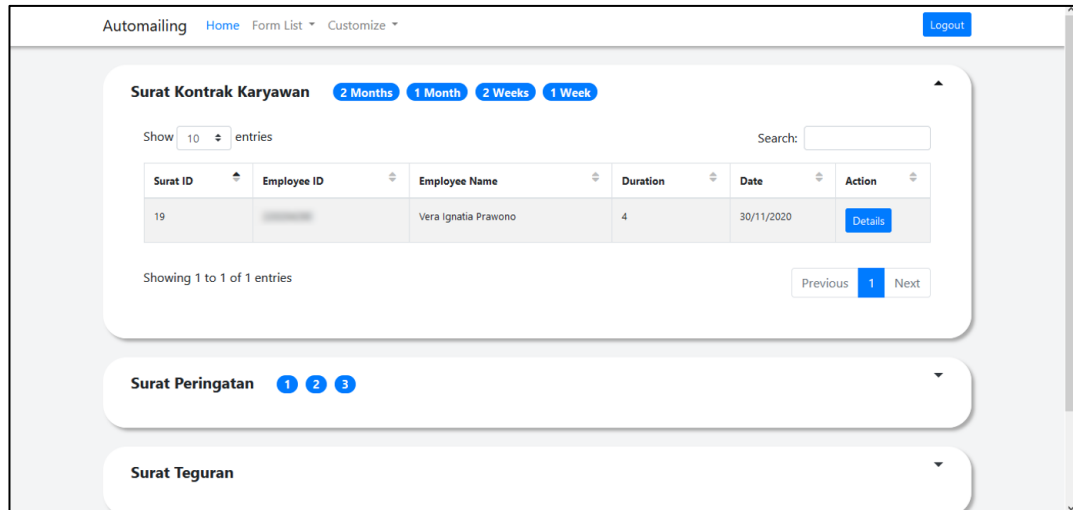 Automailing Home Form List Customize Logout
Surat Kontrak Karyawan 2 Months 1 Month 2 Weeks 1 Week
Show 10 entries Search:
Surat ID Employee ID Employee Name Duration Date Action
19 Vera Ignatia Prawono 4 30/11/2020 Details
Showing 1 to 1 of 1 entries Previous 1 Next
Surat Peringatan 1 2 3
Surat Teguran